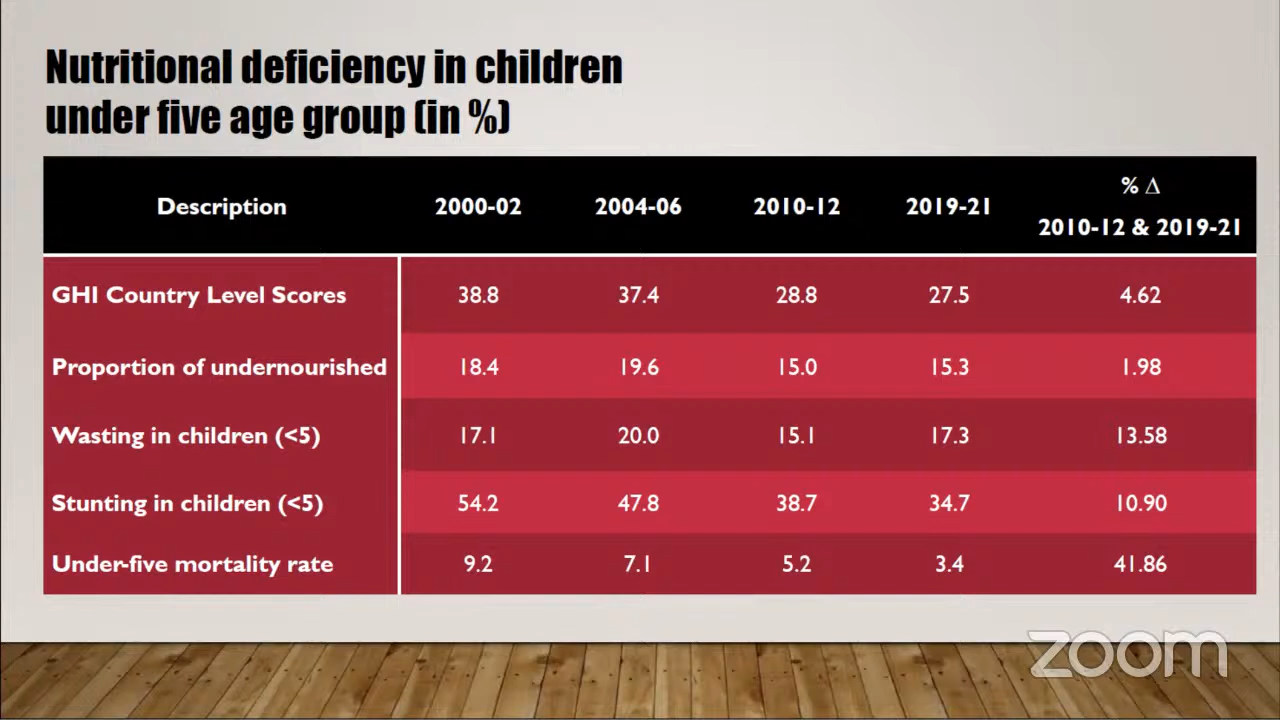 Nutritional deficiency in children
under five age group (in %)
Description 2000-02 2004-06 2010-12 2019-21 % Δ
2010-12 & 2019-21
GHI Country Level Scores 38.8 37.4 28.8 27.5 4.62
Proportion of undernourished 18.4 19.6 15.0 15.3 1.98
Wasting in children (<5) 17.1 20.0 15.1 17.3 13.58
Stunting in children (<5) 54.2 47.8 38.7 34.7 10.90
Under-five mortality rate 9.2 7.1 5.2 3.4 41.86
zoom